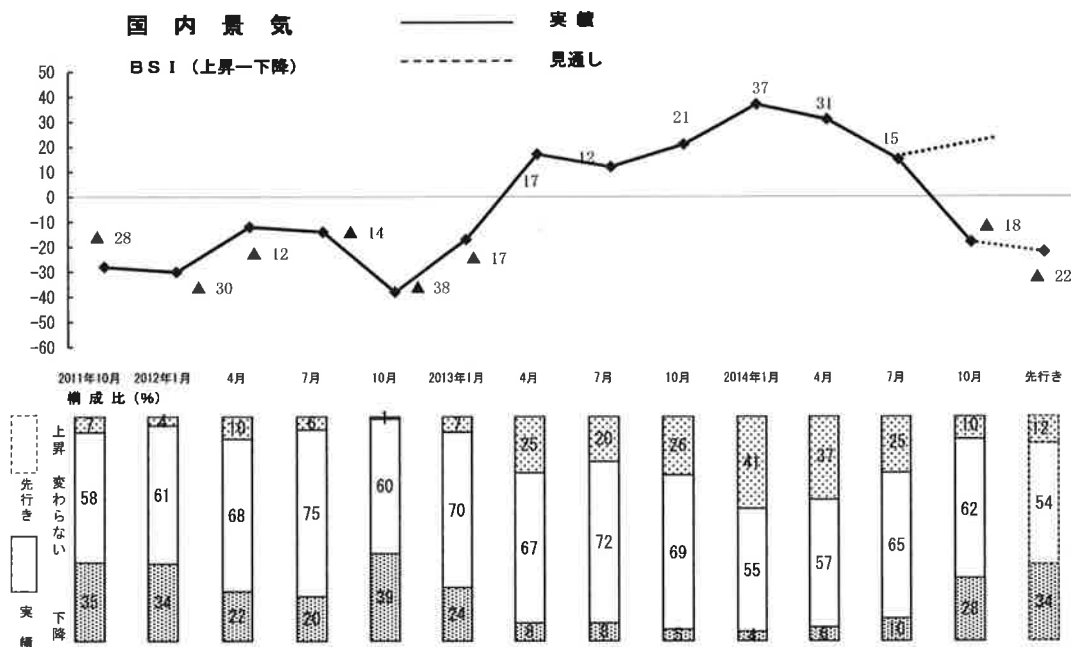 国内景気
実績
BSI (上昇ー下降)
見通し
50
40
30
20
10
0
-10
-20
-30
-40
-50
-60
▲ 28
▲ 30
▲ 12
▲ 14
▲ 38
▲ 17
17
12
21
37
31
15
▲ 18
▲ 22
2011年10月 2012年1月 4月 7月 10月 2013年1月 4月 7月 10月 2014年1月 4月 7月 10月 先行き
構成比 (%)
上昇
変わらない
下降
先行き
実績
7 4 10 6 1 7 25 20 26 41 37 25 10 12
58 61 68 75 60 70 67 72 69 55 57 65 62 54
35 34 22 20 39 24 8 8 5 4 6 10 28 34